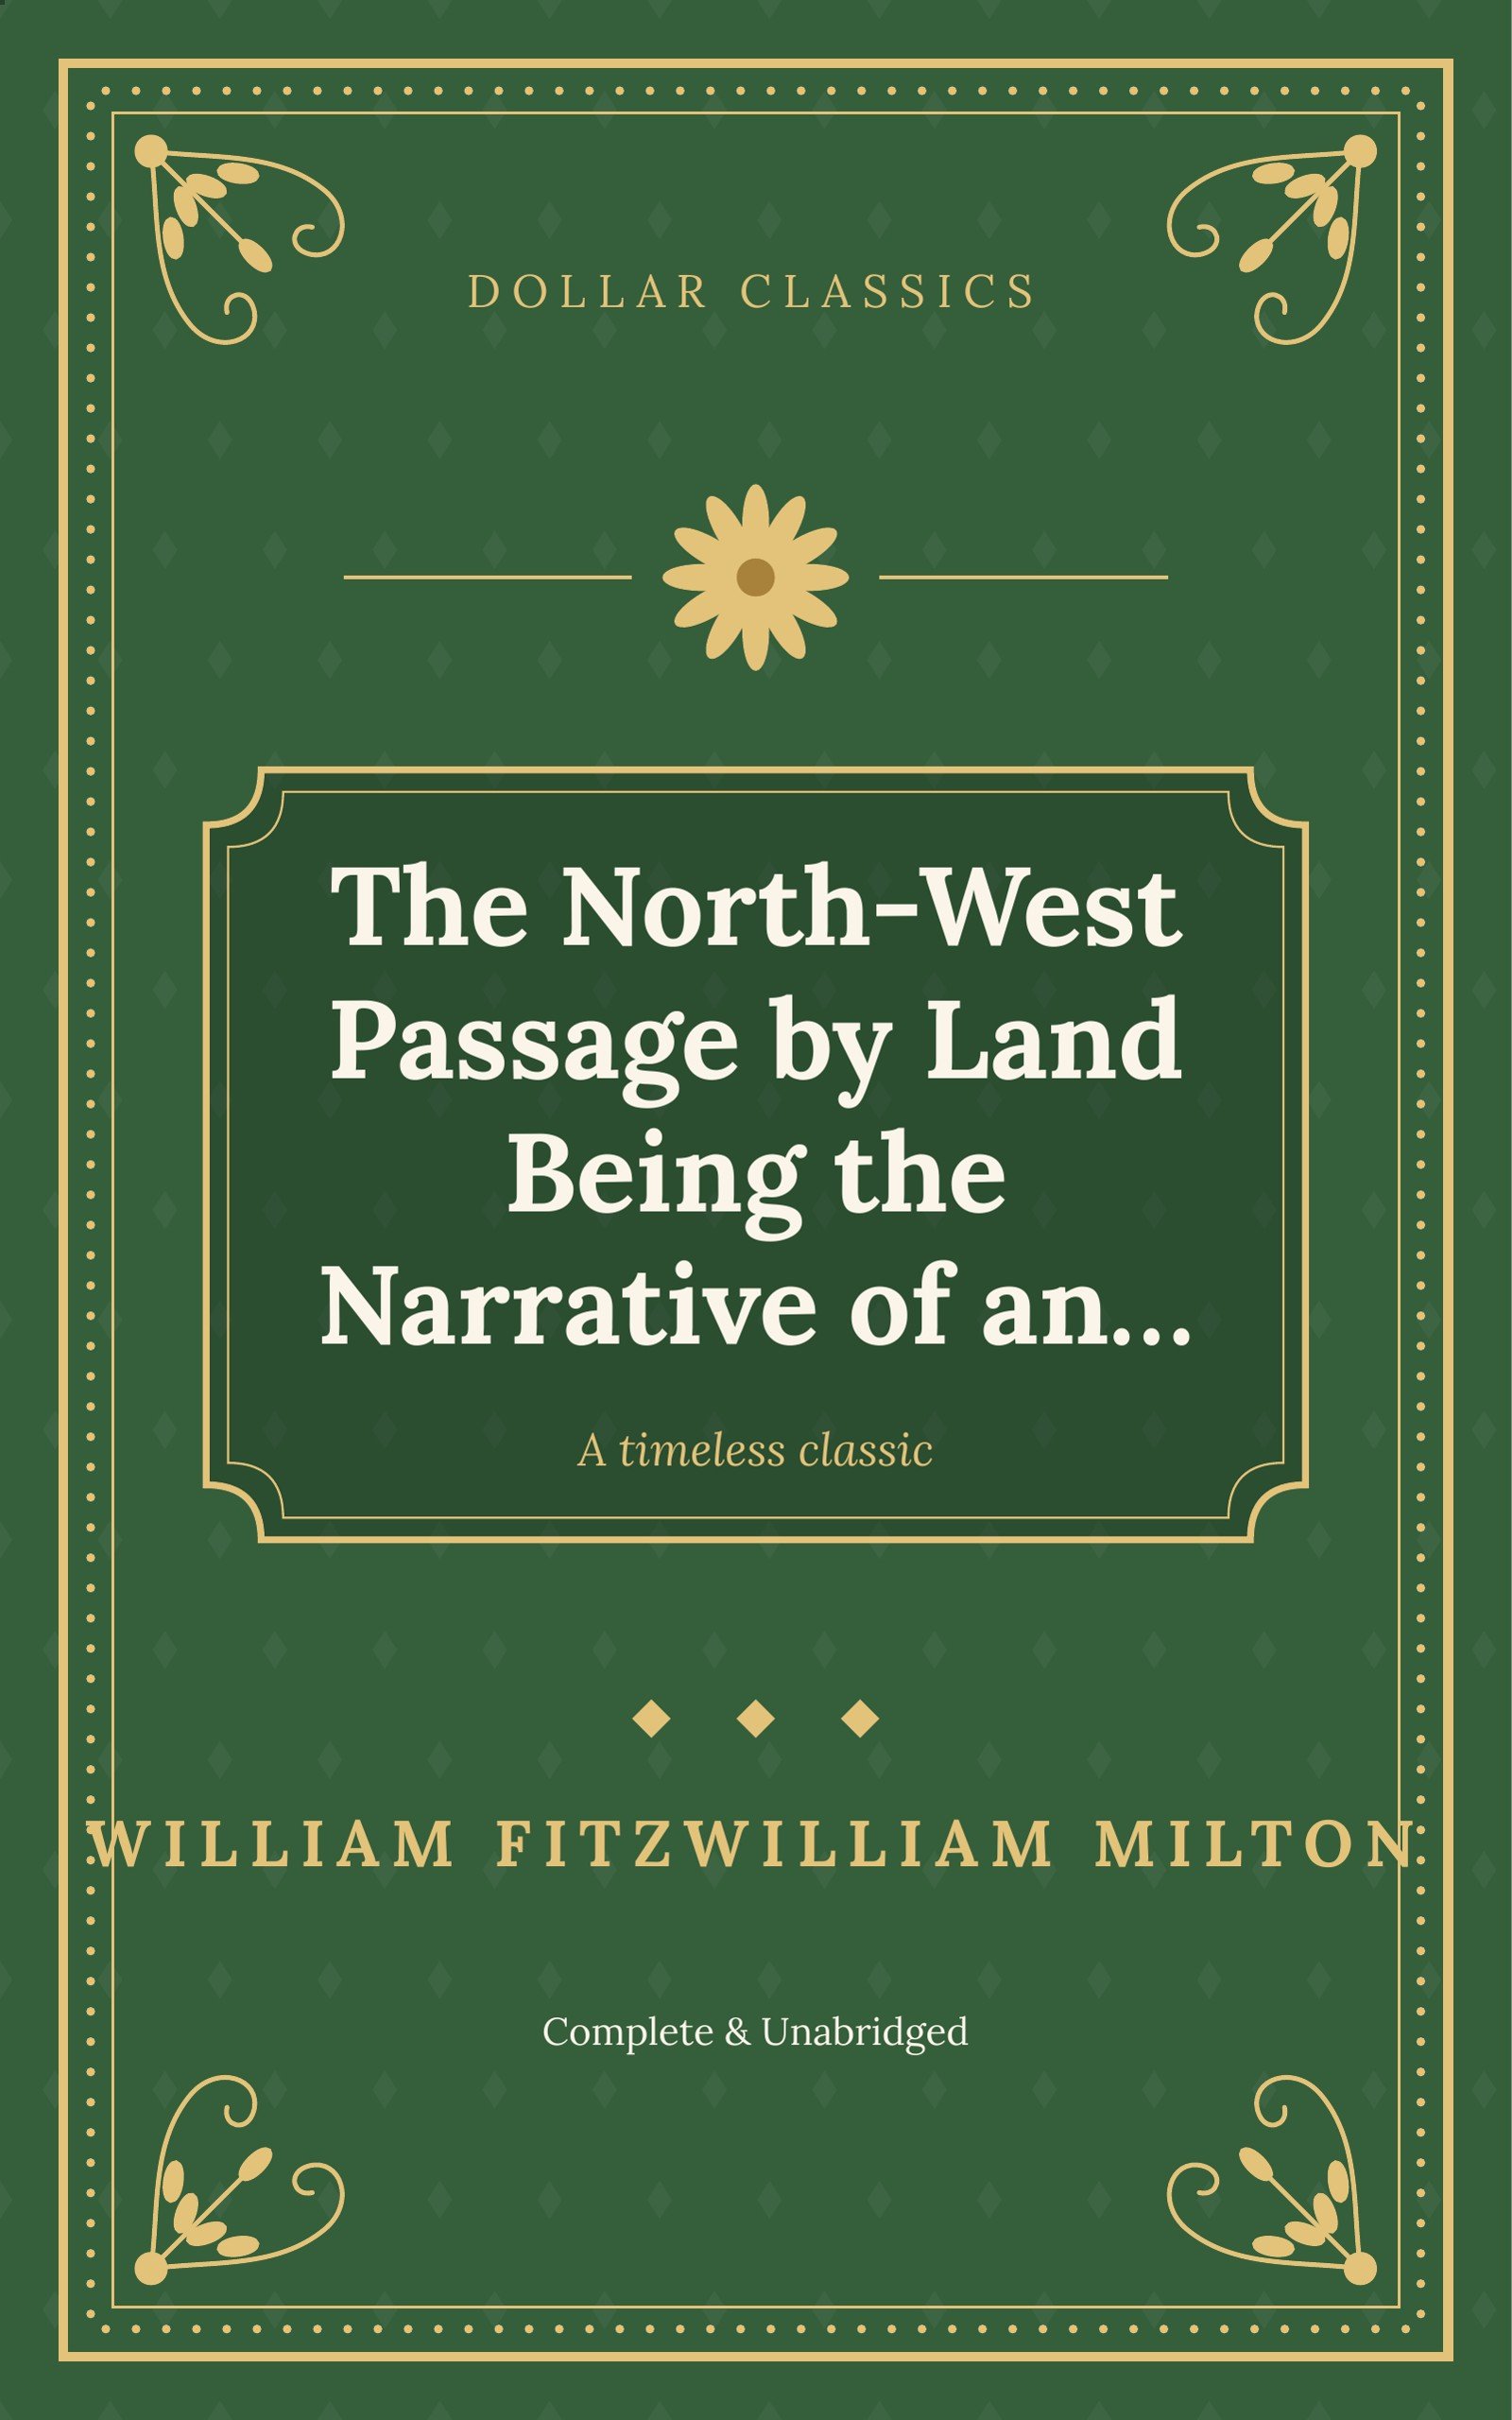 DOLLAR CLASSICS
The North-West
Passage by Land
Being the
Narrative of an...
A timeless classic
WILLIAM FITZWILLIAM MILTON
Complete & Unabridged